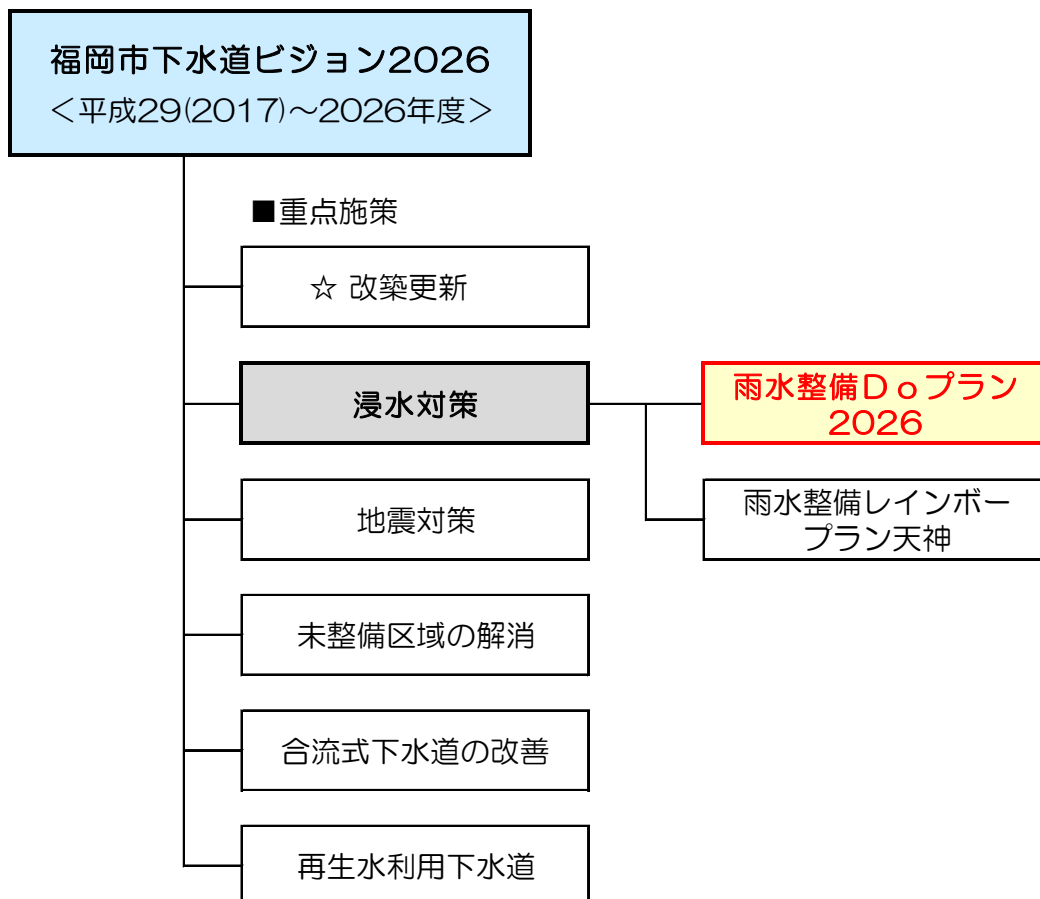 福岡市下水道ビジョン2026
＜平成29(2017)～2026年度＞
■重点施策
☆ 改築更新
浸水対策
雨水整備Ｄｏプラン
2026
地震対策
雨水整備レインボー
プラン天神
未整備区域の解消
合流式下水道の改善
再生水利用下水道